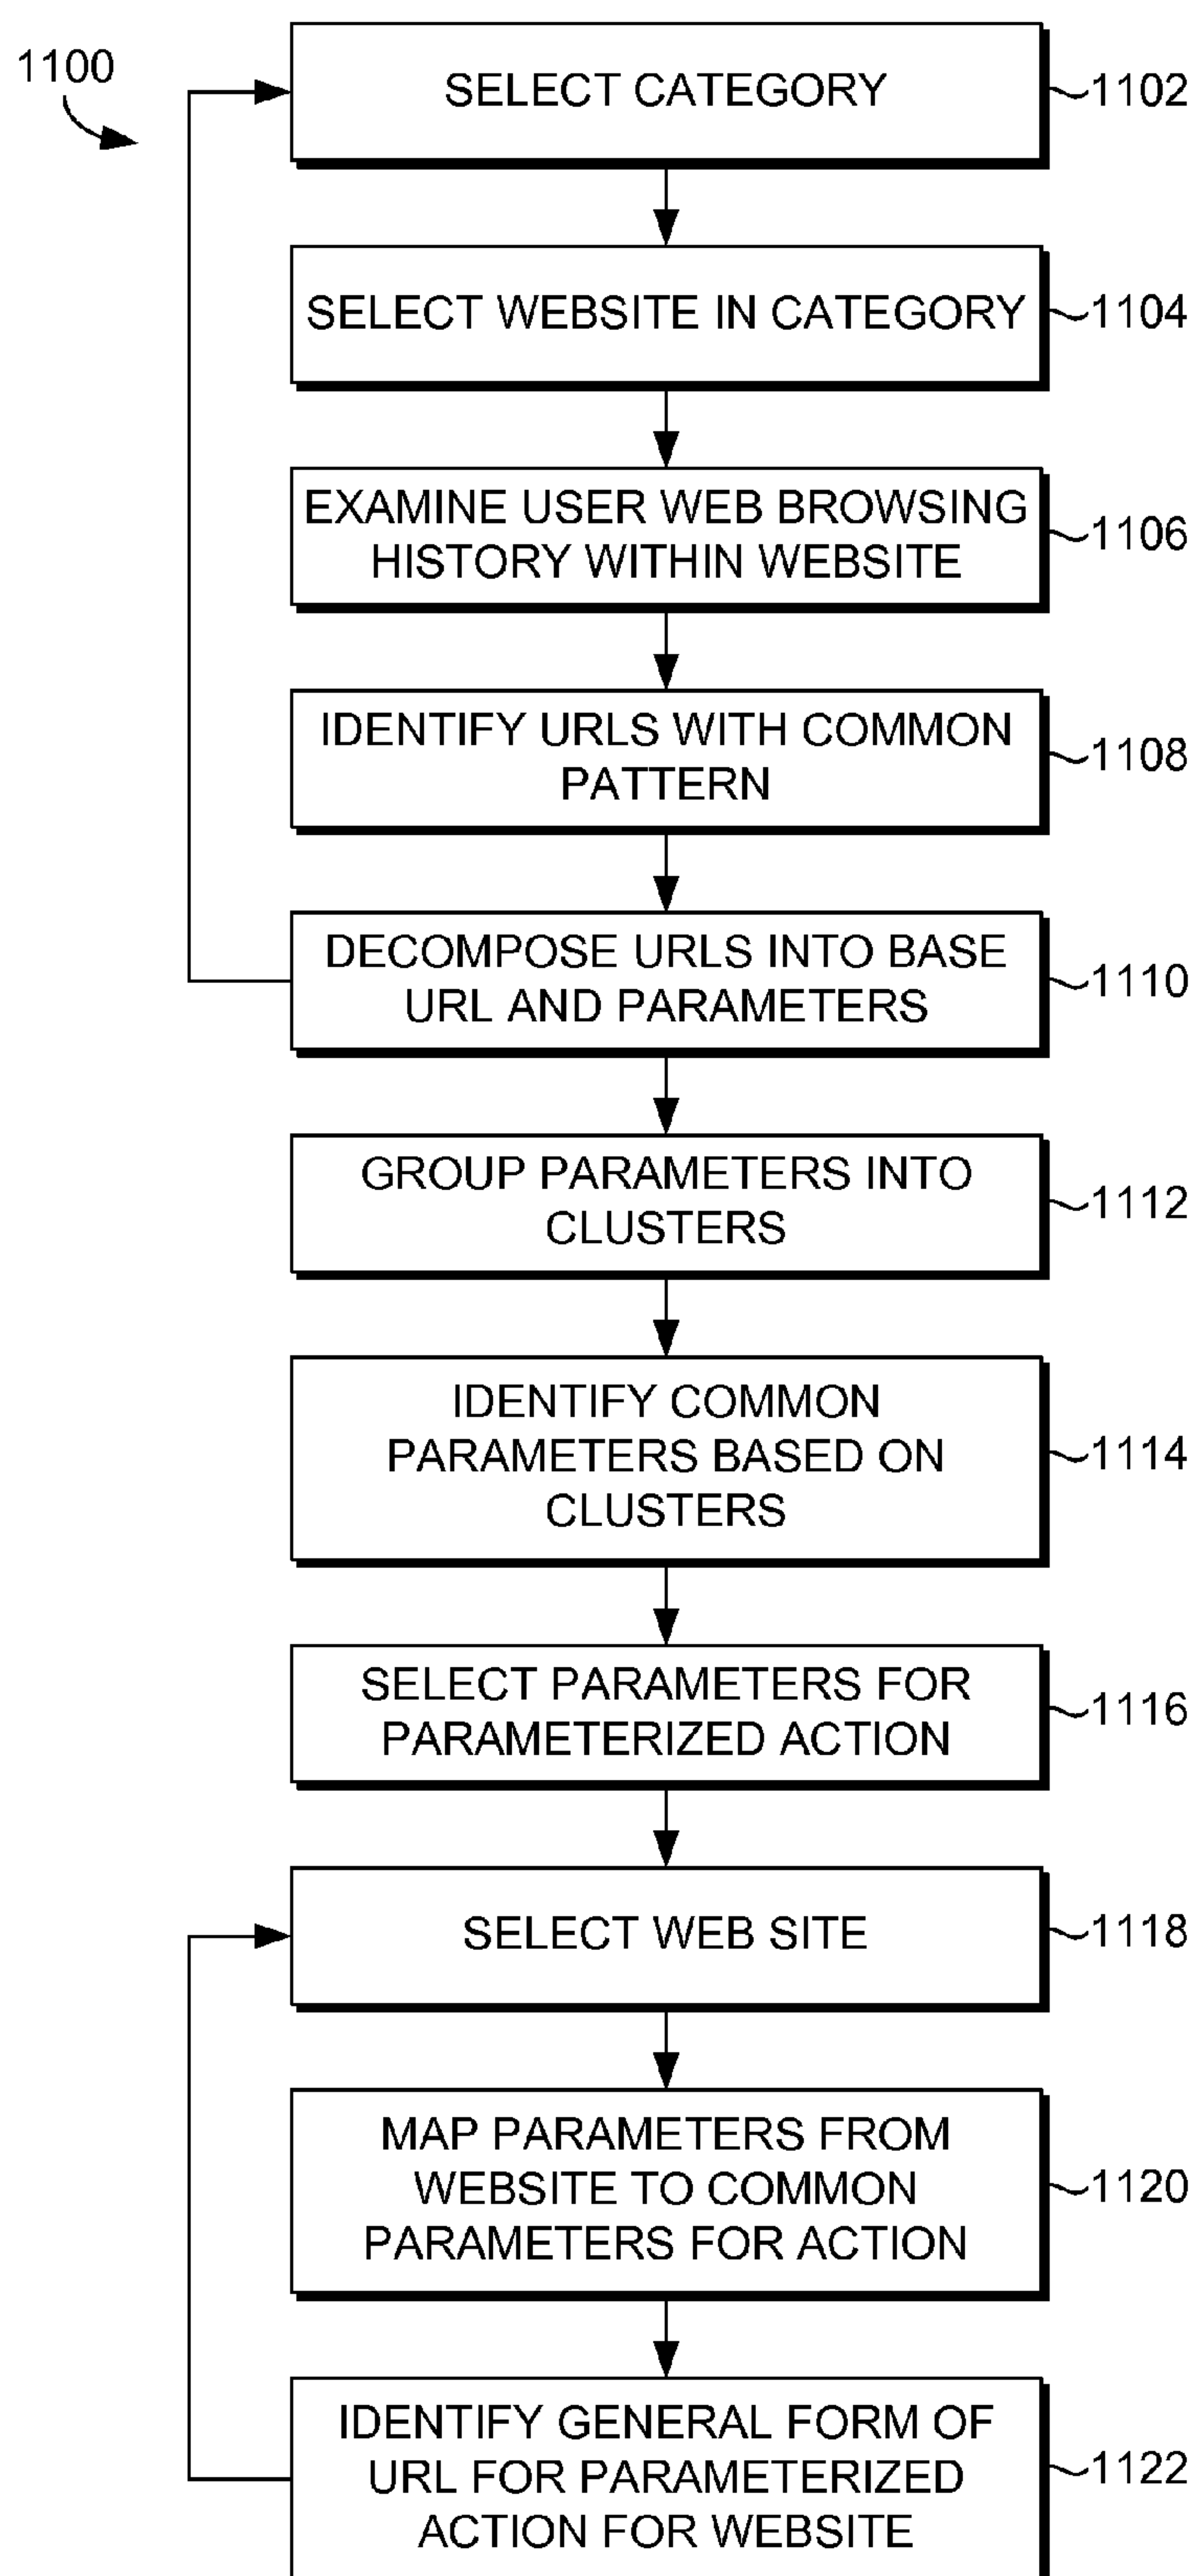 1100
SELECT CATEGORY
1102
SELECT WEBSITE IN CATEGORY
1104
EXAMINE USER WEB BROWSING
HISTORY WITHIN WEBSITE
1106
IDENTIFY URLS WITH COMMON
PATTERN
1108
DECOMPOSE URLS INTO BASE
URL AND PARAMETERS
1110
GROUP PARAMETERS INTO
CLUSTERS
1112
IDENTIFY COMMON
PARAMETERS BASED ON
CLUSTERS
1114
SELECT PARAMETERS FOR
PARAMETERIZED ACTION
1116
SELECT WEB SITE
1118
MAP PARAMETERS FROM
WEBSITE TO COMMON
PARAMETERS FOR ACTION
1120
IDENTIFY GENERAL FORM OF
URL FOR PARAMETERIZED
ACTION FOR WEBSITE
1122